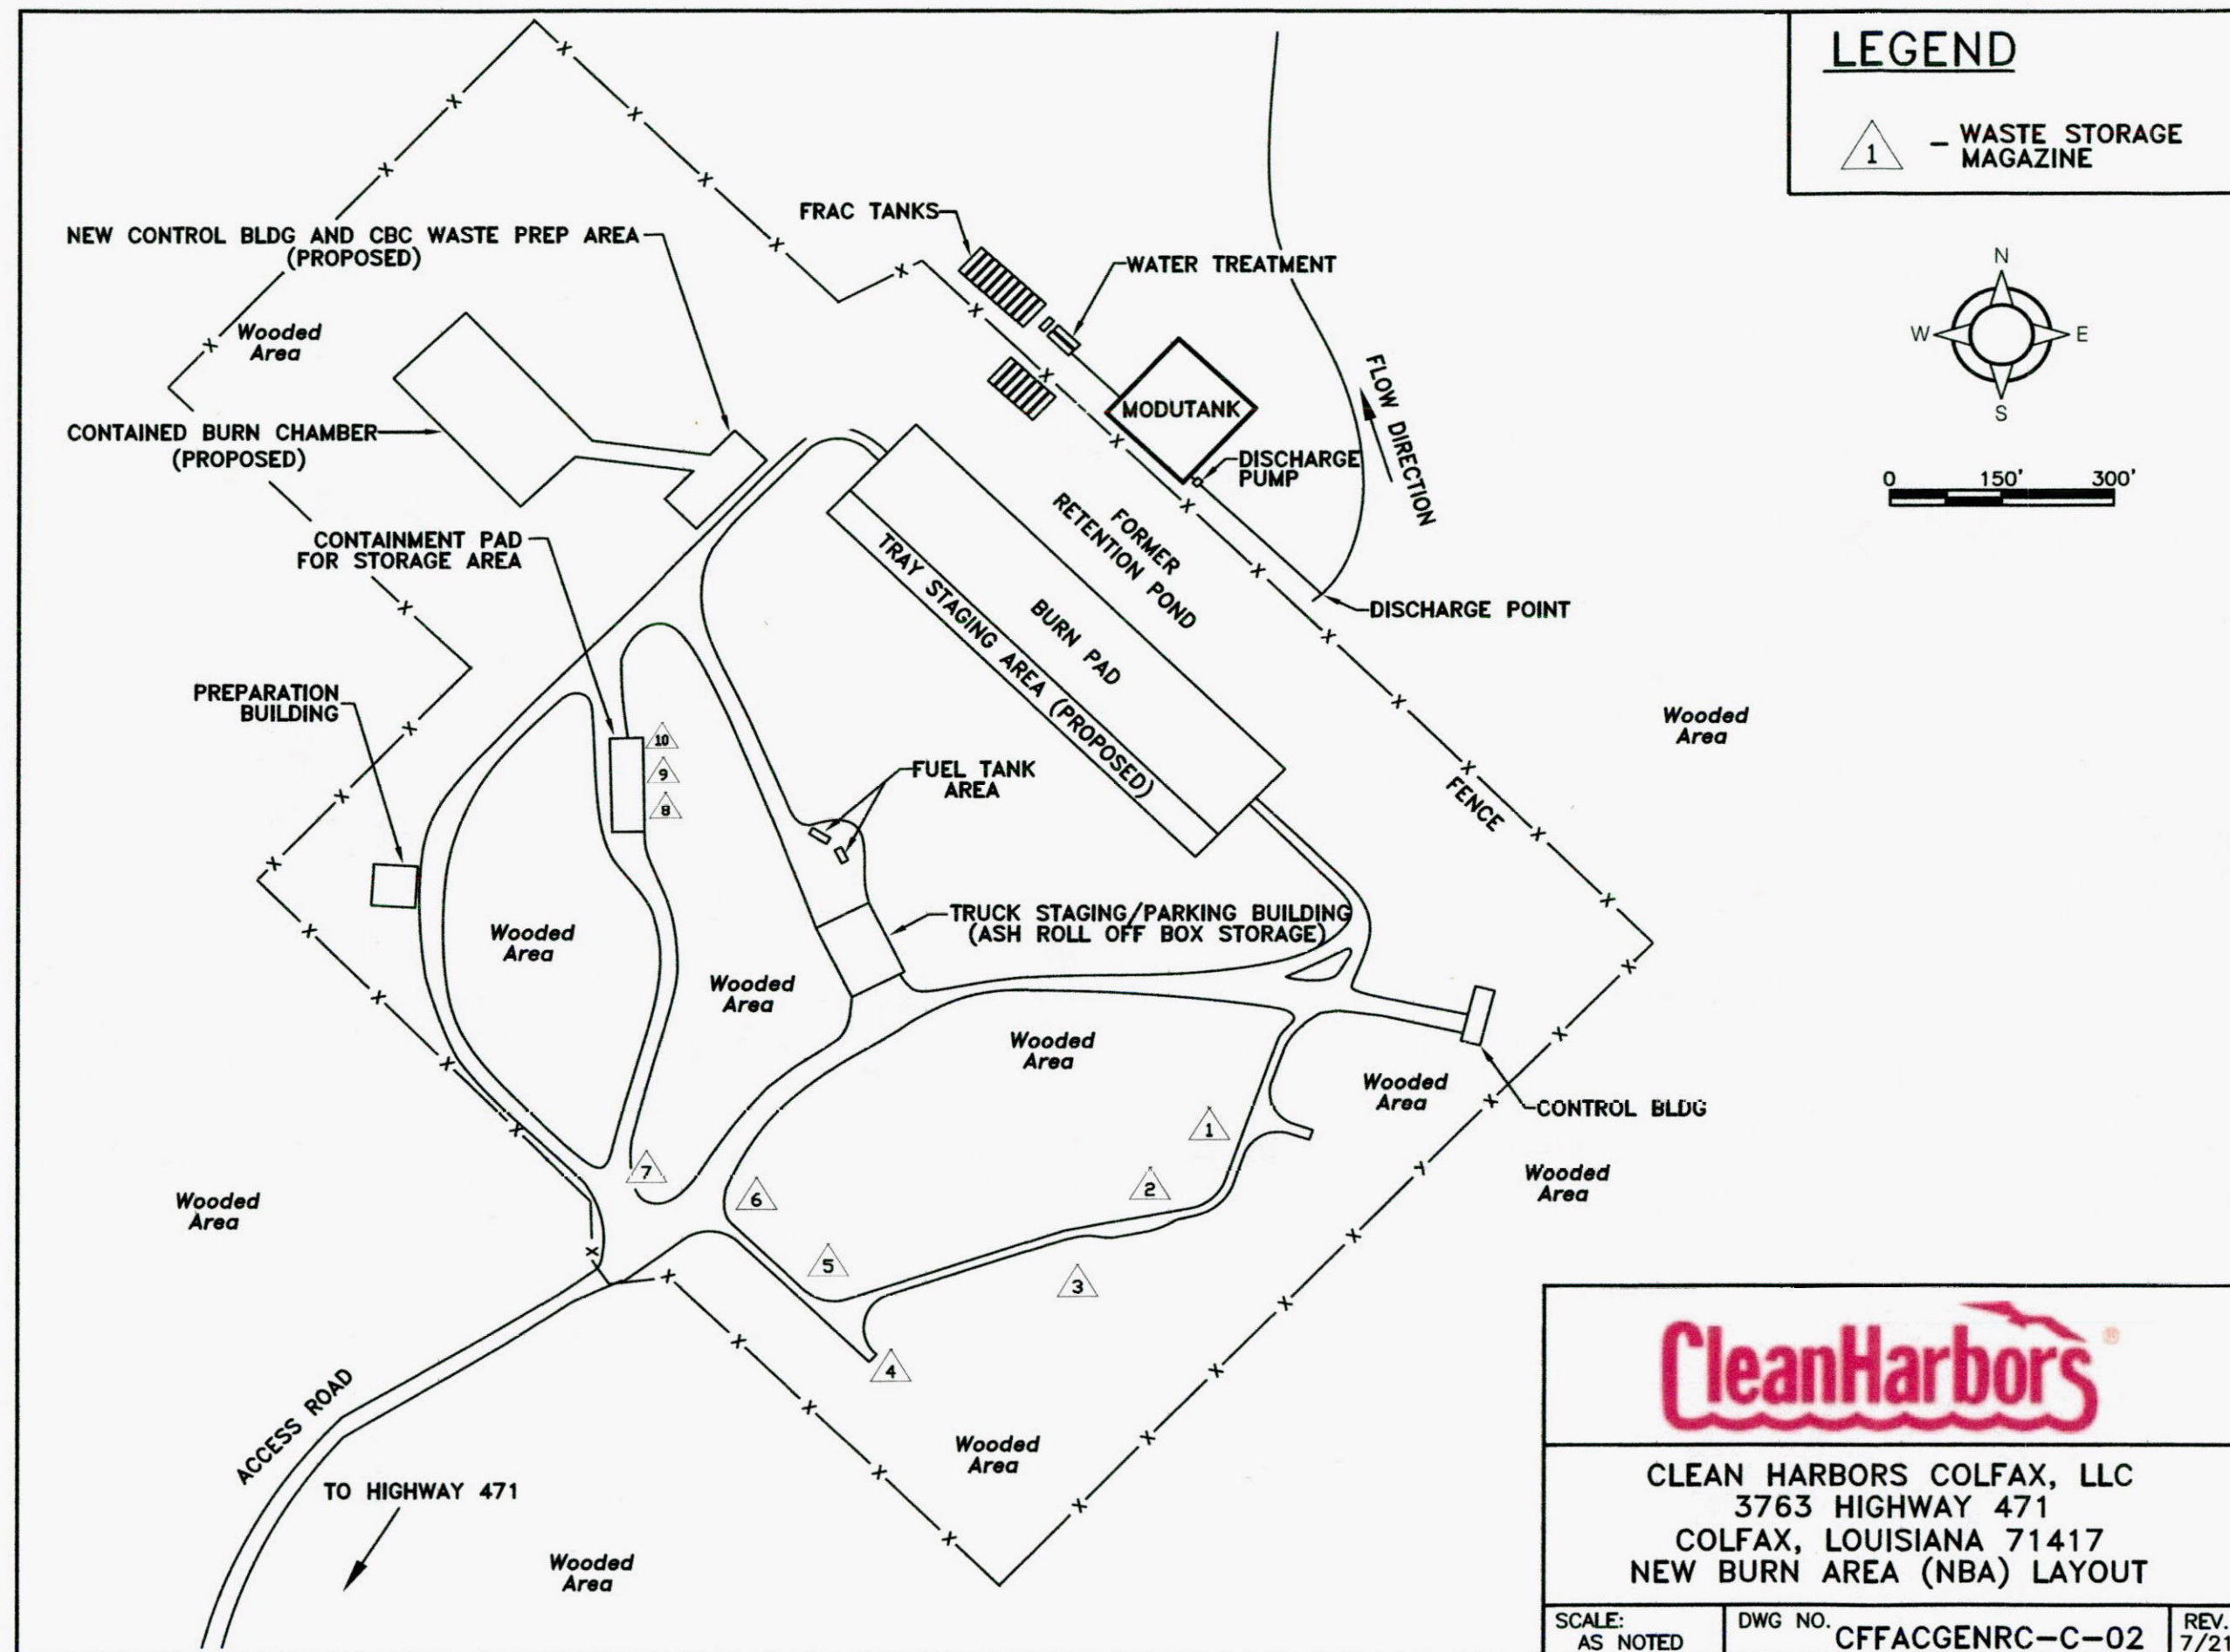 LEGEND
1 - WASTE STORAGE
MAGAZINE
FRAC TANKS
NEW CONTROL BLDG AND CBC WASTE PREP AREA
(PROPOSED)
WATER TREATMENT
N
W E
S
Wooded
Area
MODUTANK
FLOW DIRECTION
CONTAINED BURN CHAMBER
(PROPOSED)
DISCHARGE
PUMP
0 150' 300'
FORMER
RETENTION POND
CONTAINMENT PAD
FOR STORAGE AREA
TRAY STAGING AREA (PROPOSED)
BURN PAD
DISCHARGE POINT
PREPARATION
BUILDING
Wooded
Area
10
9
8
FUEL TANK
AREA
FENCE
TRUCK STAGING/PARKING BUILDING
(ASH ROLL OFF BOX STORAGE)
Wooded
Area
Wooded
Area
Wooded
Area
Wooded
Area
CONTROL BLDG
1
2
3
4
5
6
7
Wooded
Area
Wooded
Area
ACCESS ROAD
TO HIGHWAY 471
Wooded
Area
Wooded
Area
CleanHarbors®
CLEAN HARBORS COLFAX, LLC
3763 HIGHWAY 471
COLFAX, LOUISIANA 71417
NEW BURN AREA (NBA) LAYOUT
SCALE:
AS NOTED
DWG NO. CFFACGENRC-C-02
REV.
7/21